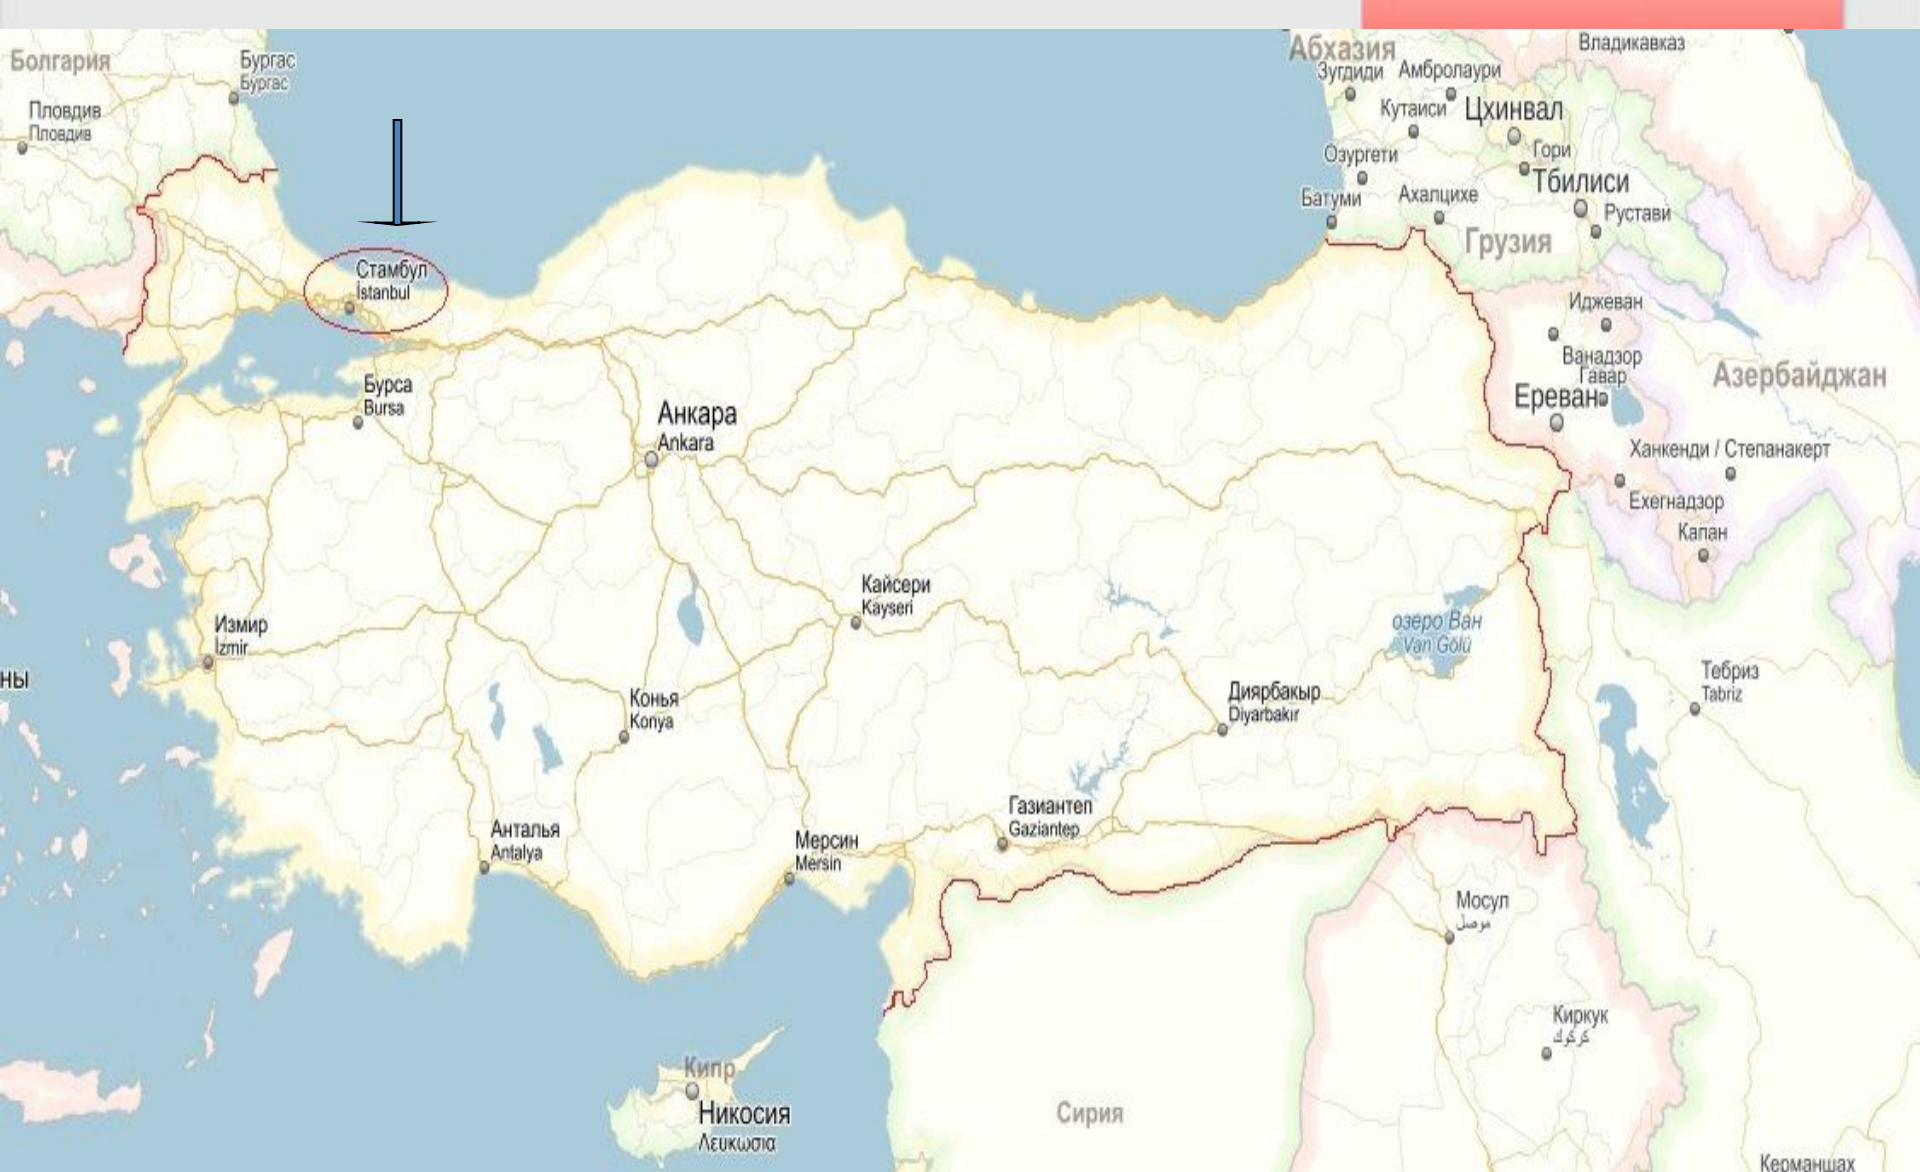 Болгария
Бургас
Бургас
Пловдив
Пловдив
Абхазия
Владикавказ
Зугдиди
Амбролаури
Кутаиси
Цхинвал
Озургети
Гори
Тбилиси
Батуми
Ахалцихе
Рустави
Грузия
Стамбул
İstanbul
Иджеван
Ванадзор
Гавар
Азербайджан
Бурса
Bursa
Анкара
Ankara
Ереван
Ханкенди / Степанакерт
Ехегнадзор
Капан
Кайсери
Kayseri
озеро Ван
Van Gölü
Измир
İzmir
ны
Тебриз
Tabriz
Конья
Konya
Диярбакыр
Diyarbakır
Газиантеп
Gaziantep
Анталья
Antalya
Мерсин
Mersin
Мосул
موصل
Киркук
كركوك
Кипр
Никосия
Λευκωσία
Сирия
Керманшах